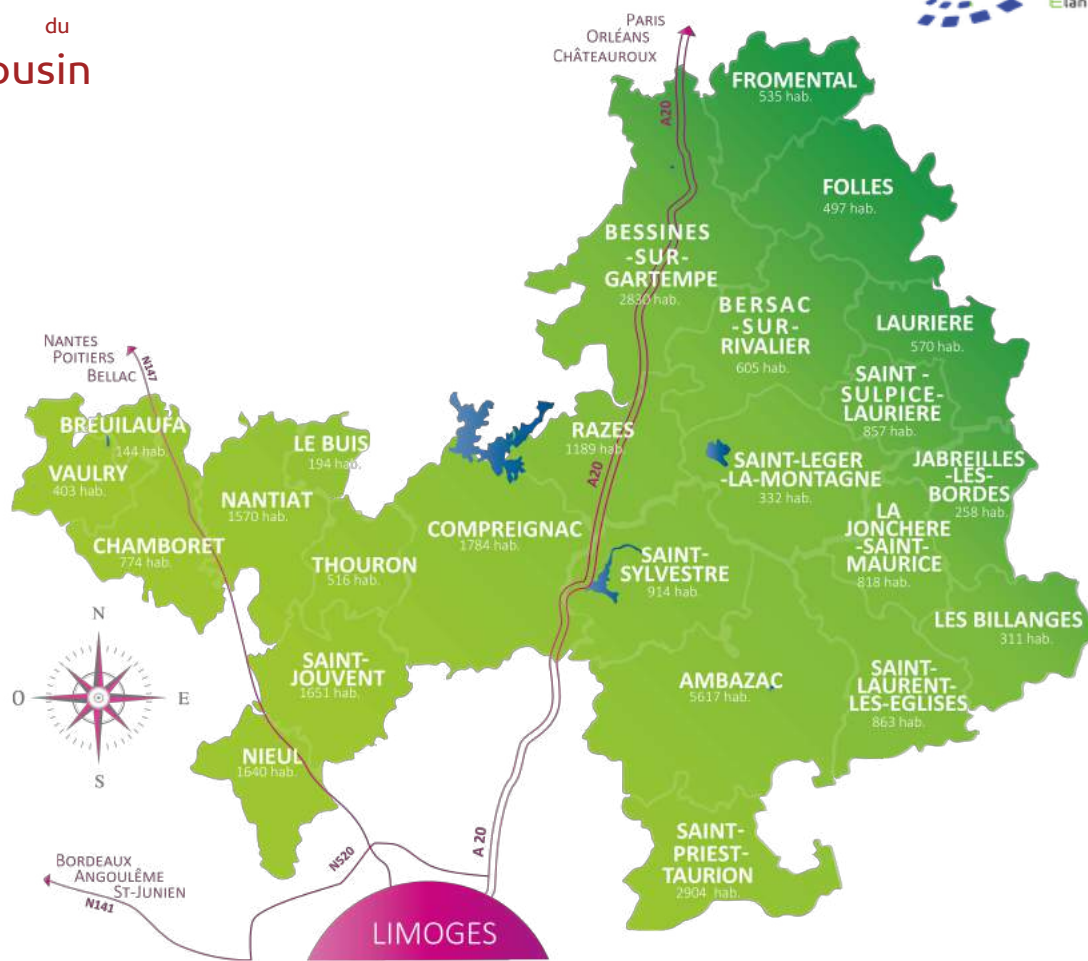 du
ousin
Elan
PARIS
ORLÉANS
CHÂTEAUROUX
A20
FROMENTAL
535 hab.
FOLLES
497 hab.
BESSINES
-SUR-
GARTEMPE
2830 hab.
BERSAC
-SUR-
RIVALIER
605 hab.
LAURIERE
570 hab.
SAINT -
SULPICE-
LAURIERE
857 hab.
NANTES
POITIERS
BELLAC
N147
BREUILAUFA
144 hab.
VAULRY
403 hab.
LE BUIS
194 hab.
NANTIAT
1570 hab.
CHAMBORET
774 hab.
THOURON
516 hab.
COMPREIGNAC
1784 hab.
RAZES
1189 hab.
A20
SAINT-LEGER
-LA-MONTAGNE
332 hab.
JABREILLES
-LES-
BORDES
258 hab.
LA
JONCHERE
-SAINT-
MAURICE
818 hab.
SAINT-
SYLVESTRE
914 hab.
LES BILLANGES
311 hab.
N
O
E
S
SAINT-
JOUVENT
1651 hab.
AMBAZAC
5617 hab.
SAINT-
LAURENT-
LES-EGLISES
863 hab.
NIEUL
1640 hab.
SAINT-
PRIEST-
TAURION
2904 hab.
A 20
N520
BORDEAUX
ANGOULÊME
ST-JUNIEN
N141
LIMOGES